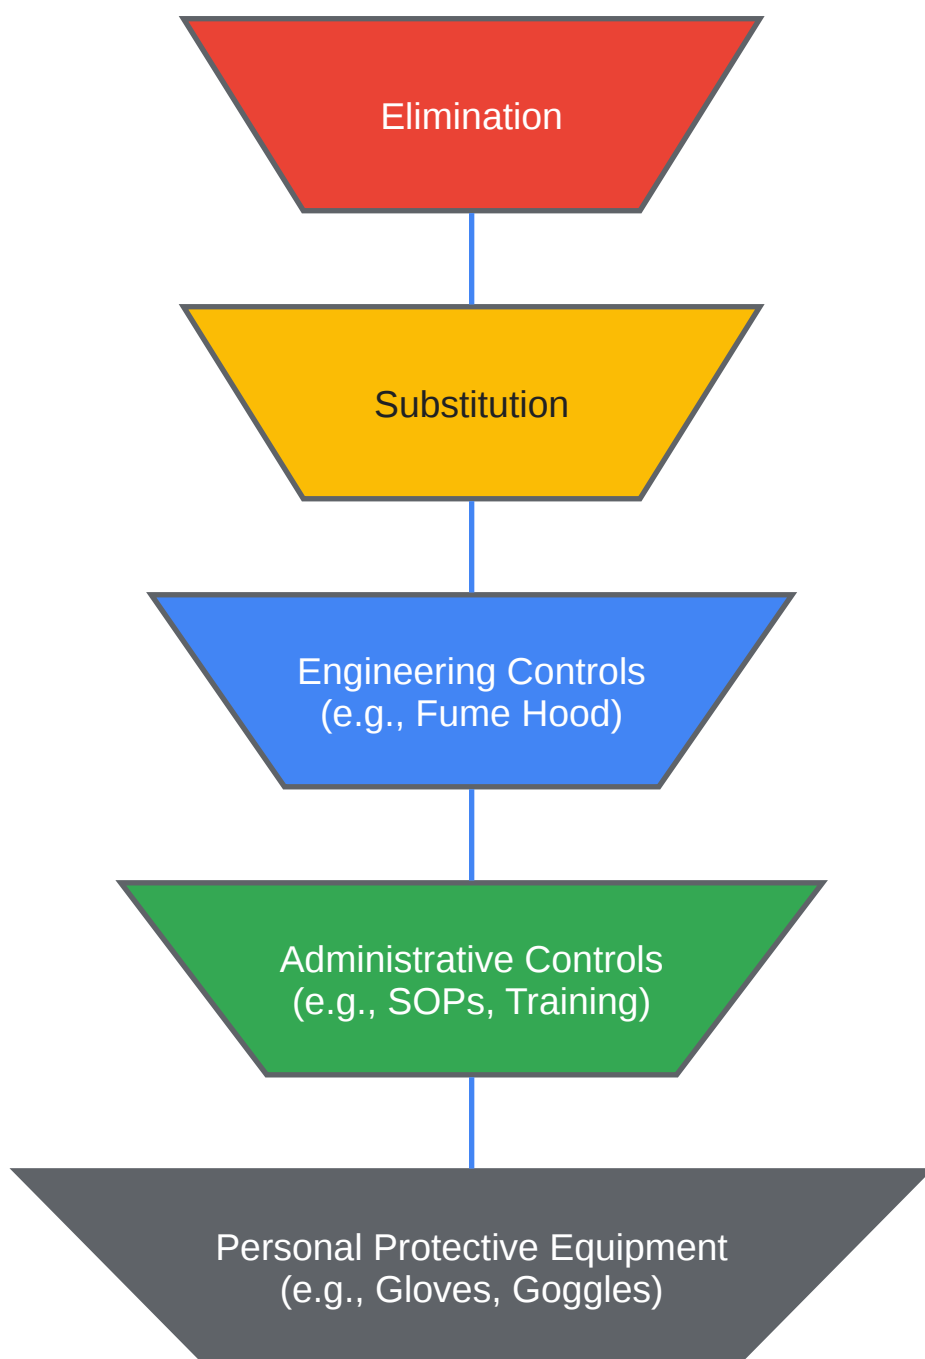 Elimination
Substitution
Engineering Controls
(e.g., Fume Hood)
Administrative Controls
(e.g., SOPs, Training)
Personal Protective Equipment
(e.g., Gloves, Goggles)